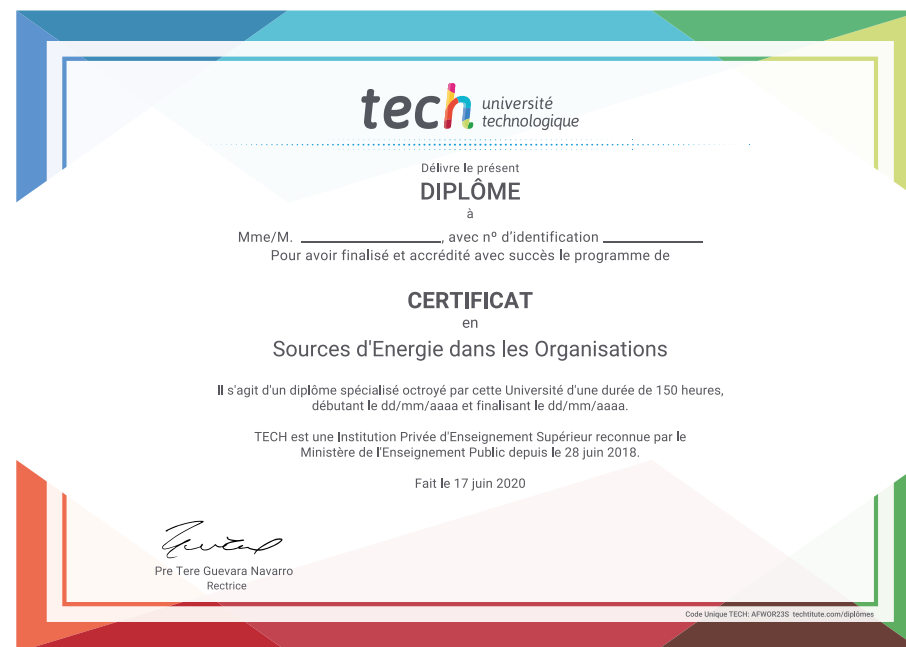 tech université
technologique
Délivre le présent
DIPLÔME
à
Mme/M. ____________________, avec nº d'identification ______________
Pour avoir finalisé et accrédité avec succès le programme de
CERTIFICAT
en
Sources d'Energie dans les Organisations
Il s'agit d'un diplôme spécialisé octroyé par cette Université d'une durée de 150 heures,
débutant le dd/mm/aaaa et finalisant le dd/mm/aaaa.
TECH est une Institution Privée d'Enseignement Supérieur reconnue par le
Ministère de l'Enseignement Public depuis le 28 juin 2018.
Fait le 17 juin 2020
Pre Tere Guevara Navarro
Rectrice
Code Unique TECH: AFWOR23S techtitute.com/diplômes